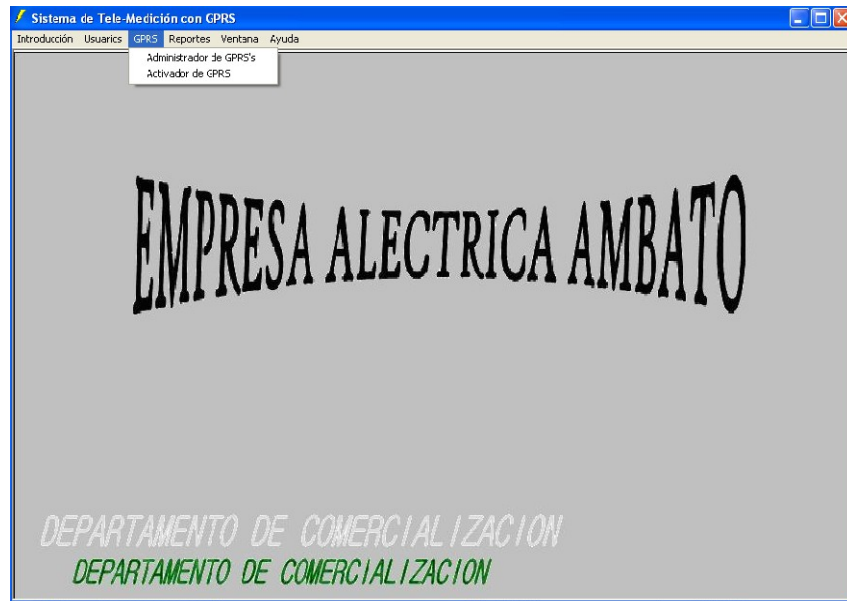 Sistema de Tele-Medición con GPRS
Introducción Usuarios GPRS Reportes Ventana Ayuda
Administrador de GPRS's
Activador de GPRS
EMPRESA ALECTRICA AMBATO
DEPARTAMENTO DE COMERCIALIZACION
DEPARTAMENTO DE COMERCIALIZACION